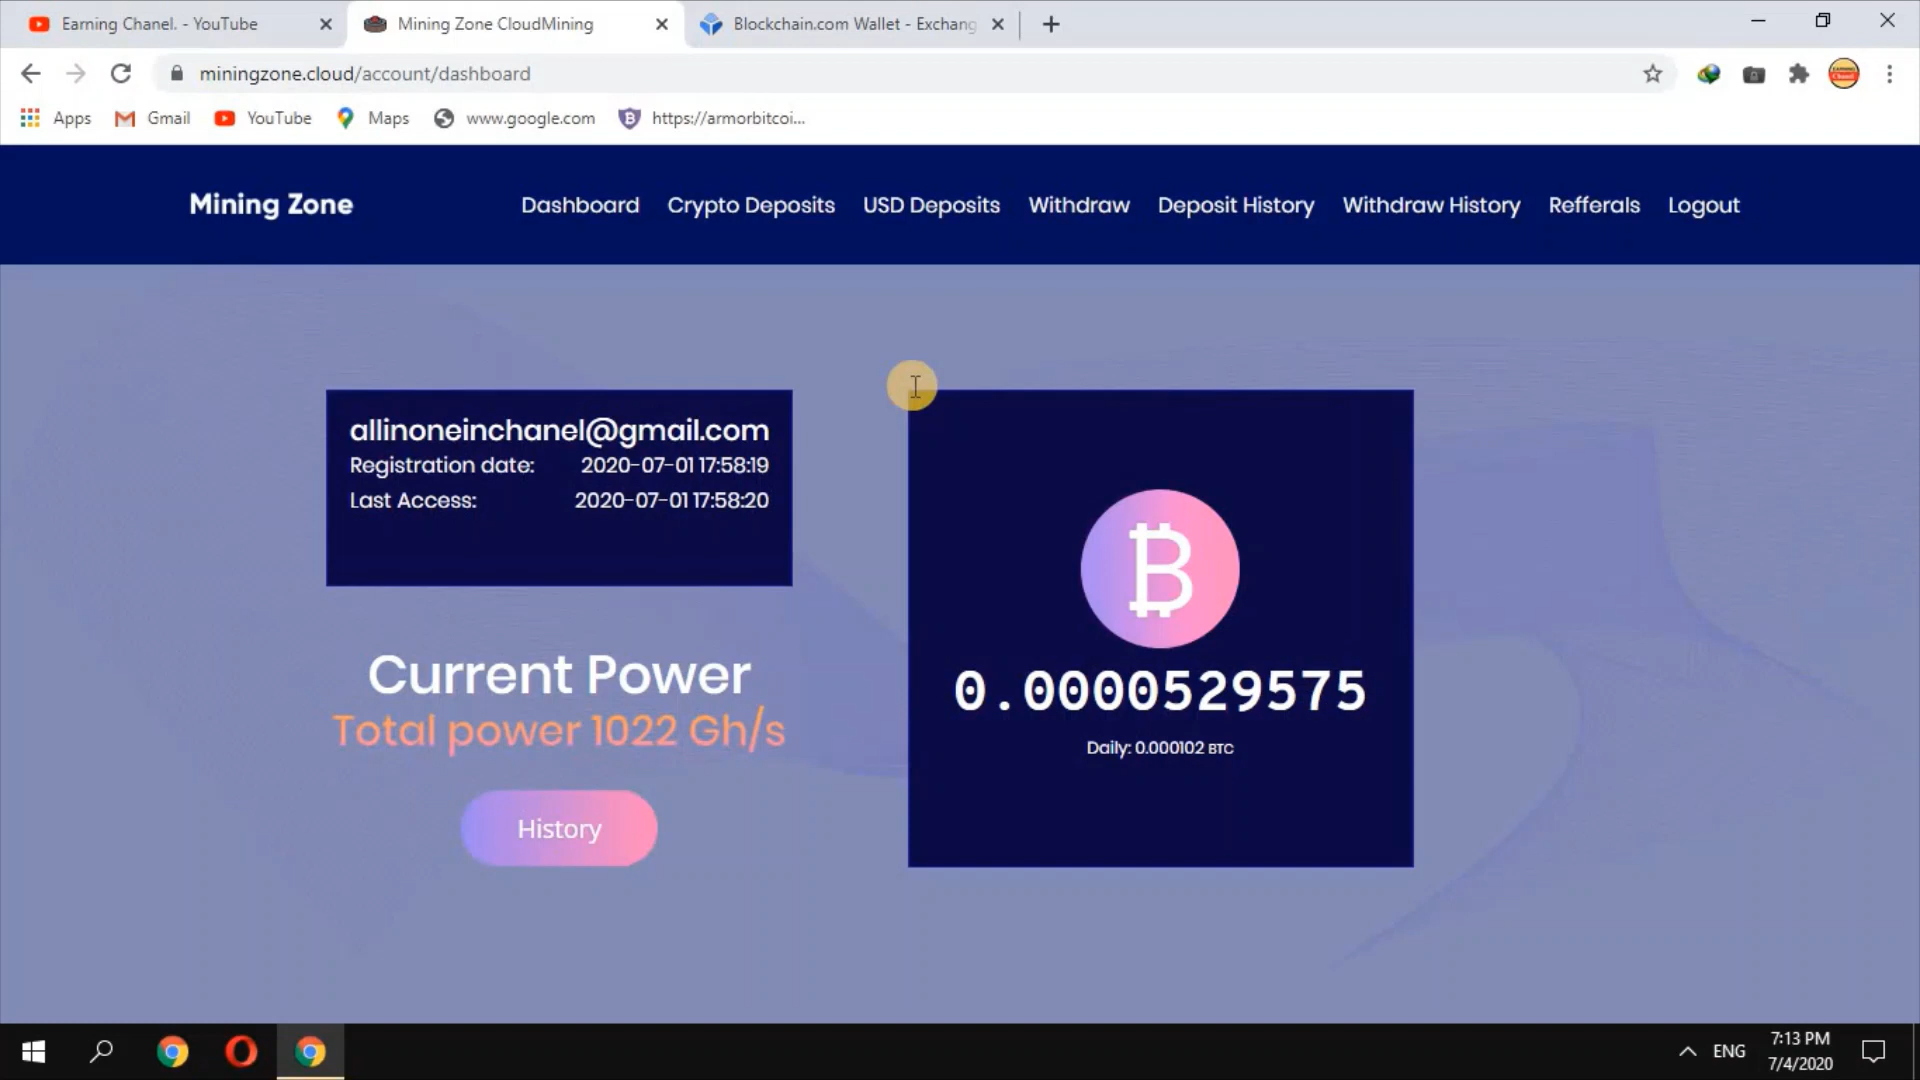 Earning Chanel. - YouTube
Mining Zone CloudMining
Blockchain.com Wallet - Exchang
miningzone.cloud/account/dashboard
Apps
Gmail
YouTube
Maps
www.google.com
https://armorbitcoi...
Mining Zone
Dashboard
Crypto Deposits
USD Deposits
Withdraw
Deposit History
Withdraw History
Refferals
Logout
allinoneinchanel@gmail.com
Registration date: 2020-07-01 17:58:19
Last Access: 2020-07-01 17:58:20
Current Power
Total power 1022 Gh/s
History
0.0000529575
Daily: 0.000102 BTC
ENG
7:13 PM
7/4/2020